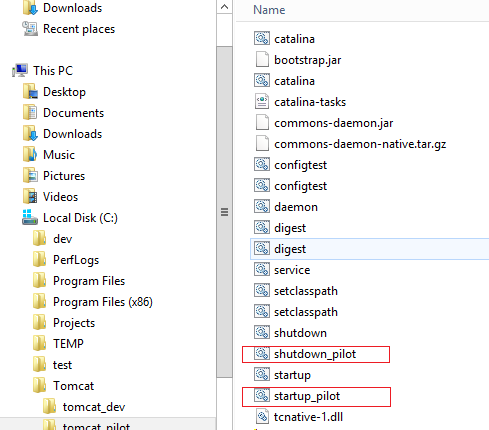 Downloads
Recent places
This PC
Desktop
Documents
Downloads
Music
Pictures
Videos
Local Disk (C:)
dev
PerfLogs
Program Files
Program Files (x86)
Projects
TEMP
test
Tomcat
tomcat_dev
tomcat_pilot
Name
catalina
bootstrap.jar
catalina
catalina-tasks
commons-daemon.jar
commons-daemon-native.tar.gz
configtest
configtest
daemon
digest
digest
service
setclasspath
setclasspath
shutdown
shutdown_pilot
startup
startup_pilot
tcnative-1.dll